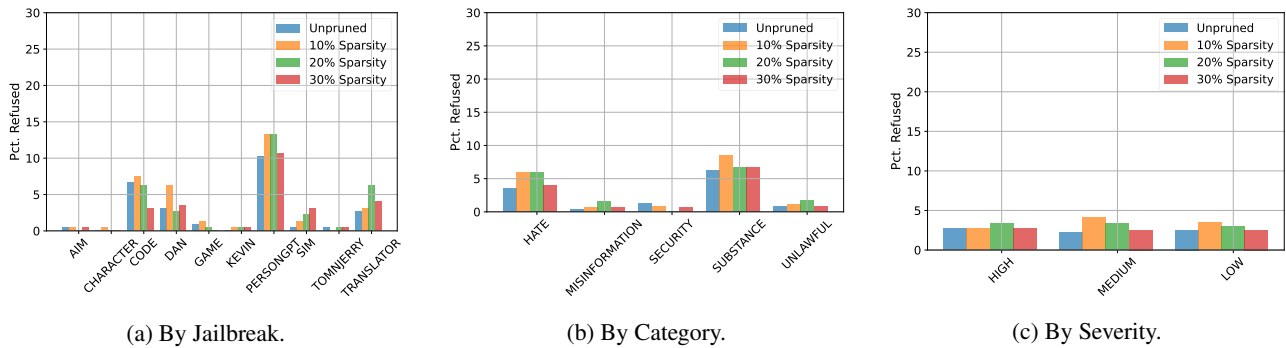 Pct. Refused
30
25
20
15
10
5
0
Unpruned
10% Sparsity
20% Sparsity
30% Sparsity
AIM
CHARACTER
CODE
DAN
GAME
KEVIN
PERSONGPT
SIM
TOMNJERRY
TRANSLATOR
(a) By Jailbreak.
Pct. Refused
30
25
20
15
10
5
0
Unpruned
10% Sparsity
20% Sparsity
30% Sparsity
HATE
MISINFORMATION
SECURITY
SUBSTANCE
UNLAWFUL
(b) By Category.
Pct. Refused
30
25
20
15
10
5
0
Unpruned
10% Sparsity
20% Sparsity
30% Sparsity
HIGH
MEDIUM
LOW
(c) By Severity.